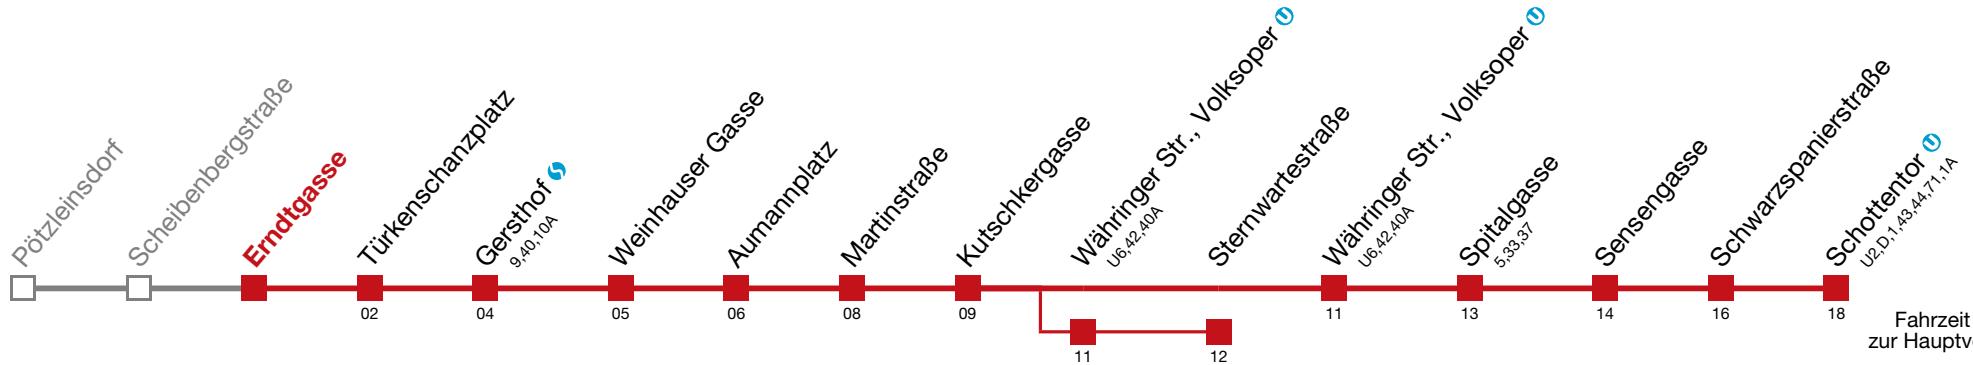 Pötzleinsdorf
Scheibenbergstraße
Erndtgasse
Türkenschanzplatz
Gersthof
9,40,10A
Weinhauser Gasse
Aumannplatz
Martinstraße
Kutschkergasse
Währinger Str., Volksoper
U6,42,40A
Sternwartestraße
Währinger Str., Volksoper
U6,42,40A
Spitalgasse
5,33,37
Sensengasse
Schwarzspanierstraße
Schottentor
U2,D,1,43,44,71,1A
02 04 05 06 08 09 11 13 14 16 18
11 12
Fahrzeit
zur Hauptv